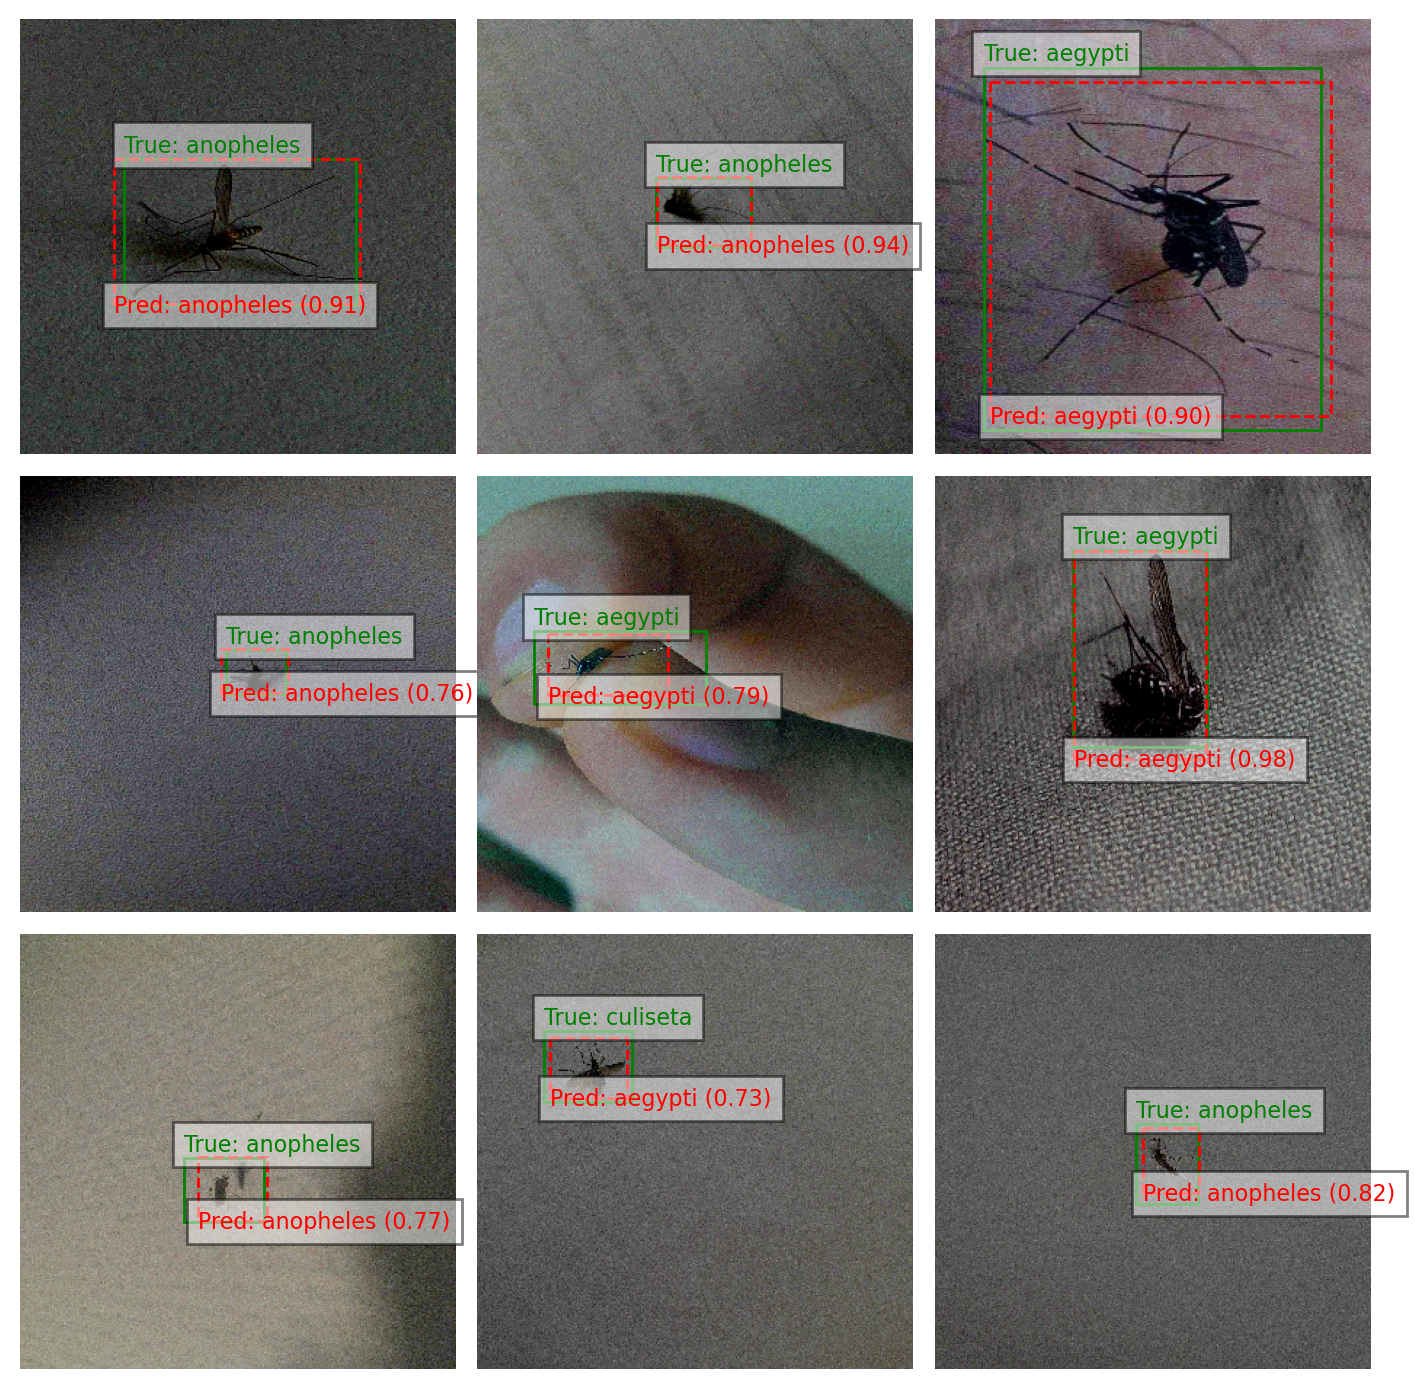 True: anopheles
Pred: anopheles (0.91)
True: anopheles
Pred: anopheles (0.94)
True: aegypti
Pred: aegypti (0.90)
True: anopheles
Pred: anopheles (0.76)
True: aegypti
Pred: aegypti (0.79)
True: aegypti
Pred: aegypti (0.98)
True: anopheles
Pred: anopheles (0.77)
True: culiseta
Pred: aegypti (0.73)
True: anopheles
Pred: anopheles (0.82)